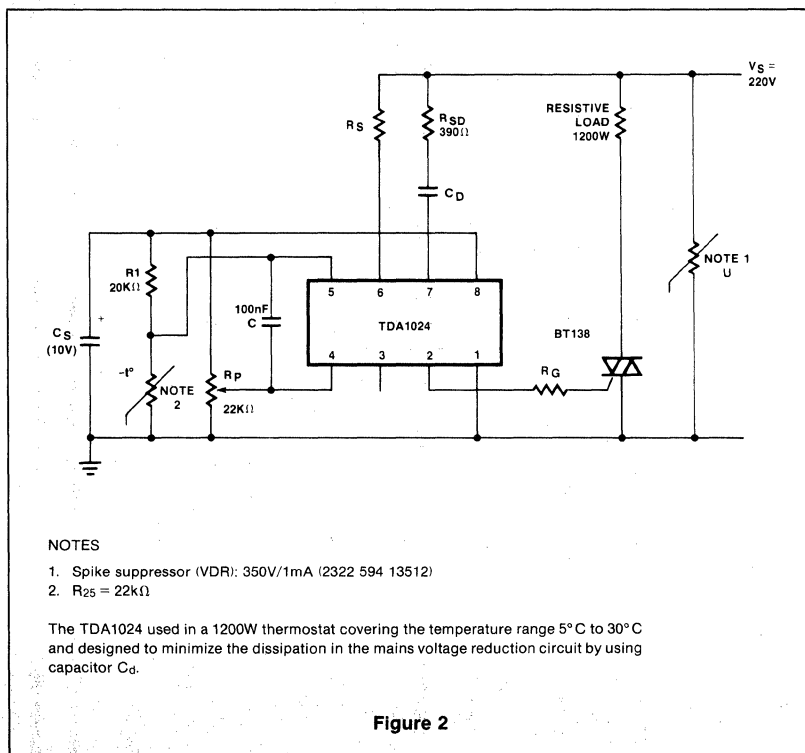 VS =
220V
RS
RSD
390Ω
RESISTIVE
LOAD
1200W
CD
NOTE 1
U
R1
20KΩ
5 6 7 8
100nF
C
TDA1024
BT138
CS
(10V)
+
-t°
NOTE
2
RP
22KΩ
4 3 2 1
RG
NOTES
1. Spike suppressor (VDR): 350V/1mA (2322 594 13512)
2. R25 = 22kΩ
The TDA1024 used in a 1200W thermostat covering the temperature range 5°C to 30°C
and designed to minimize the dissipation in the mains voltage reduction circuit by using
capacitor Cd.
Figure 2